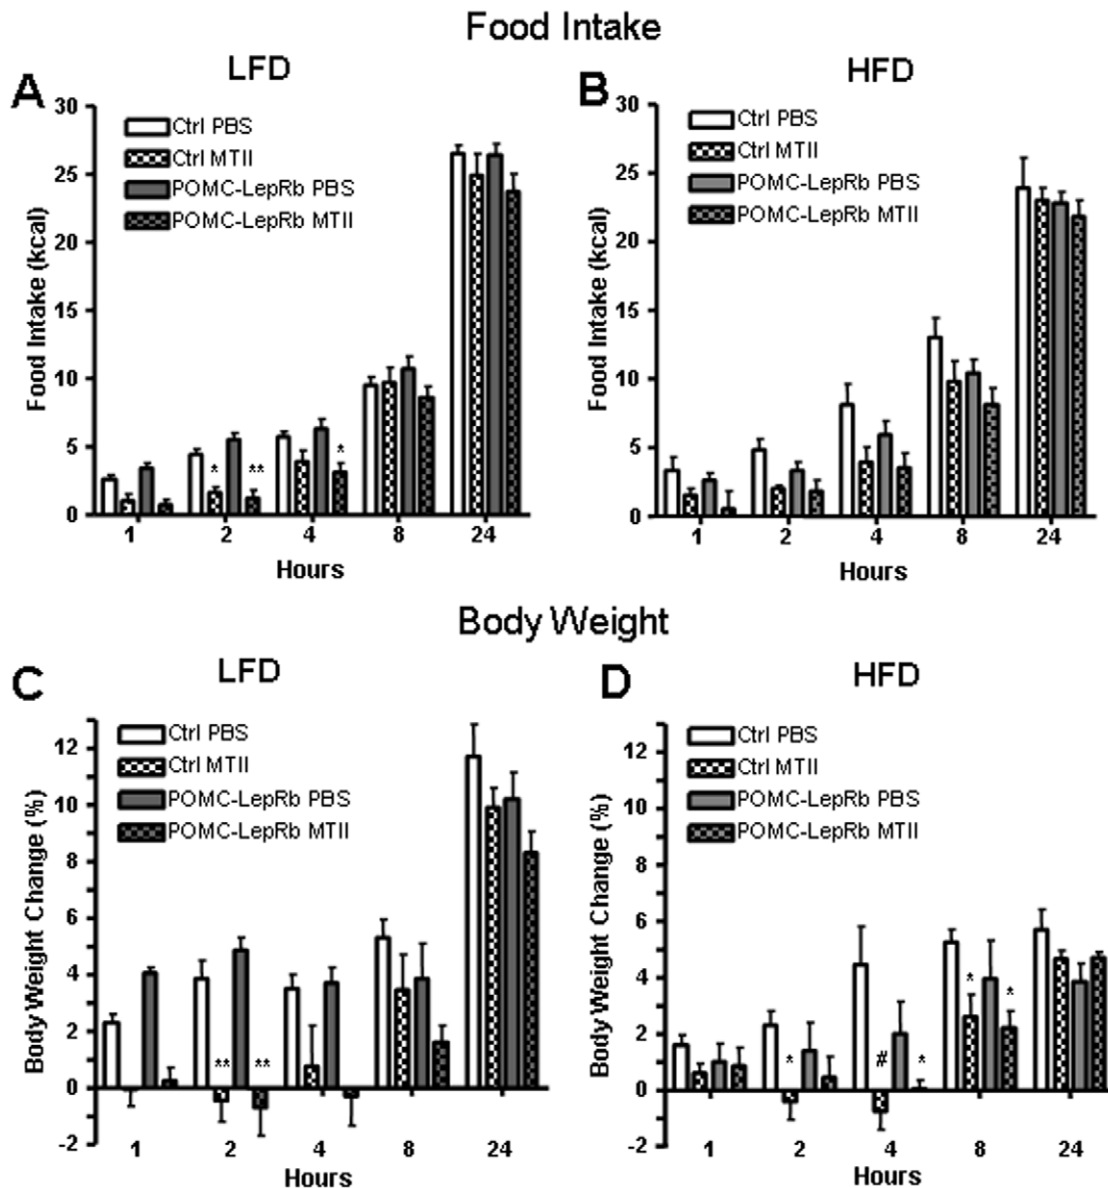 Food Intake
A
LFD
30
25
20
15
10
5
0
Food Intake (kcal)
Ctrl PBS
Ctrl MTII
POMC-LepRb PBS
POMC-LepRb MTII
*
**
*
1 2 4 8 24
Hours
B
HFD
30
25
20
15
10
5
0
Food Intake (kcal)
Ctrl PBS
Ctrl MTII
POMC-LepRb PBS
POMC-LepRb MTII
1 2 4 8 24
Hours
Body Weight
C
LFD
12
10
8
6
4
2
0
-2
Body Weight Change (%)
Ctrl PBS
Ctrl MTII
POMC-LepRb PBS
POMC-LepRb MTII
**
**
1 2 4 8 24
Hours
D
HFD
12
10
8
6
4
2
0
-2
Body Weight Change (%)
Ctrl PBS
Ctrl MTII
POMC-LepRb PBS
POMC-LepRb MTII
*
#
*
*
*
1 2 4 8 24
Hours